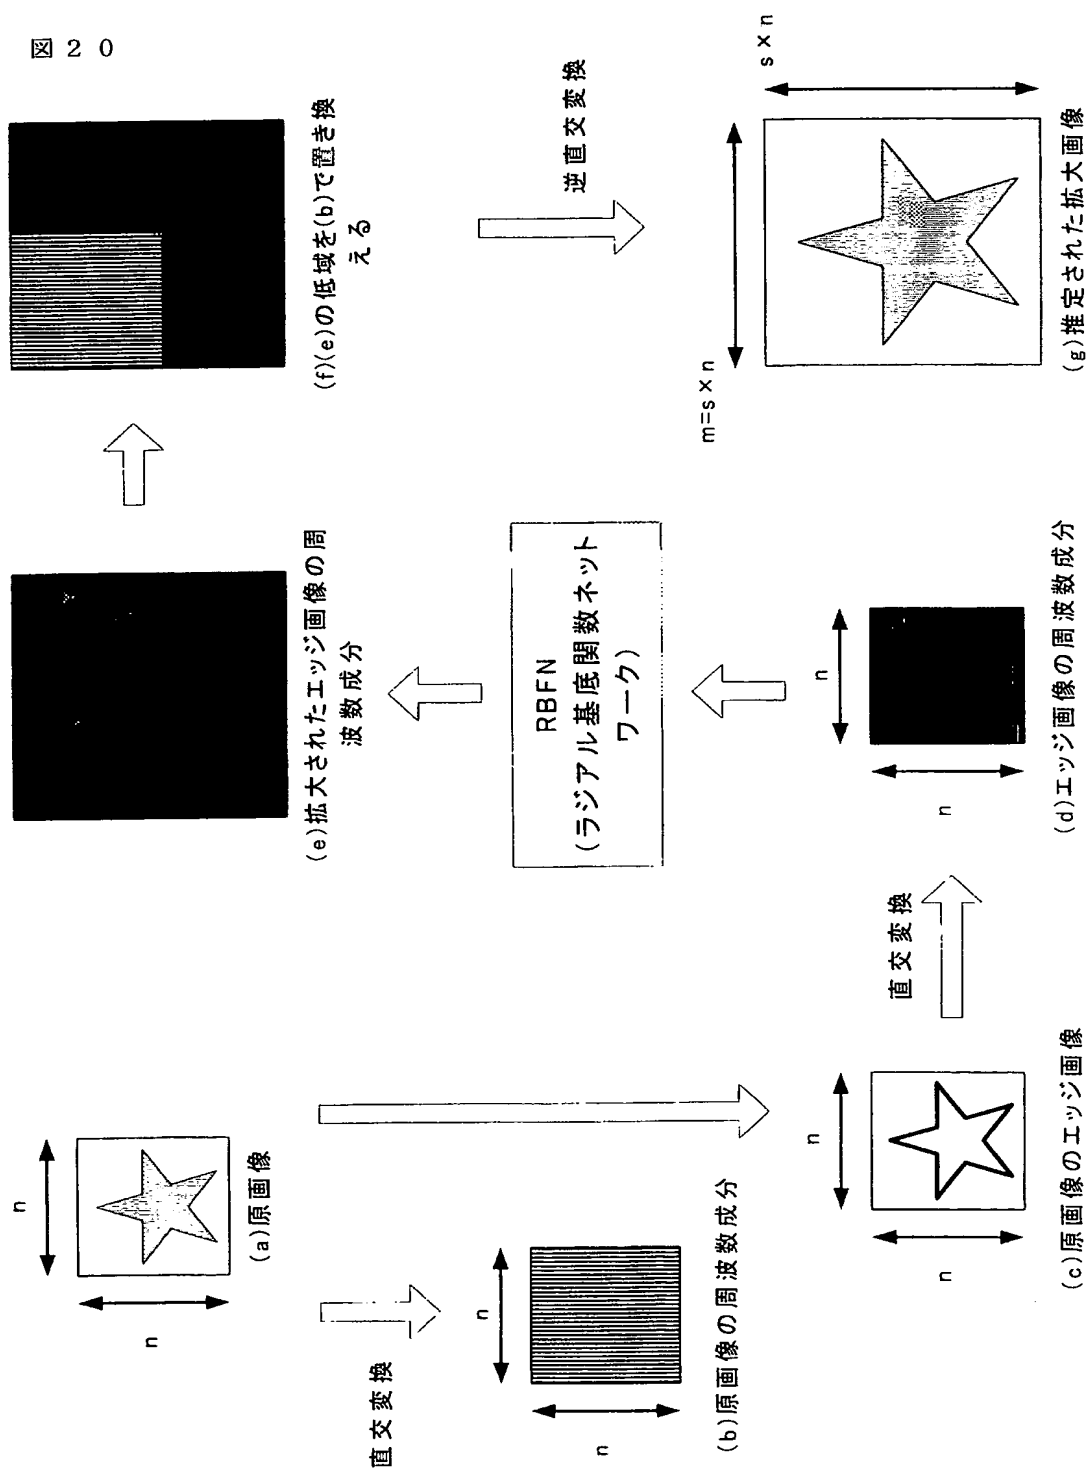 図２０
n
n
(a)原画像
直交変換
n
n
(b)原画像の周波数成分
n
n
(c)原画像のエッジ画像
直交変換
n
n
(d)エッジ画像の周波数成分
RBFN
(ラジアル基底関数ネット
ワーク)
(e)拡大されたエッジ画像の周
波数成分
(f)(e)の低域を(b)で置き換
える
逆直交変換
m=s×n
s×n
(g)推定された拡大画像